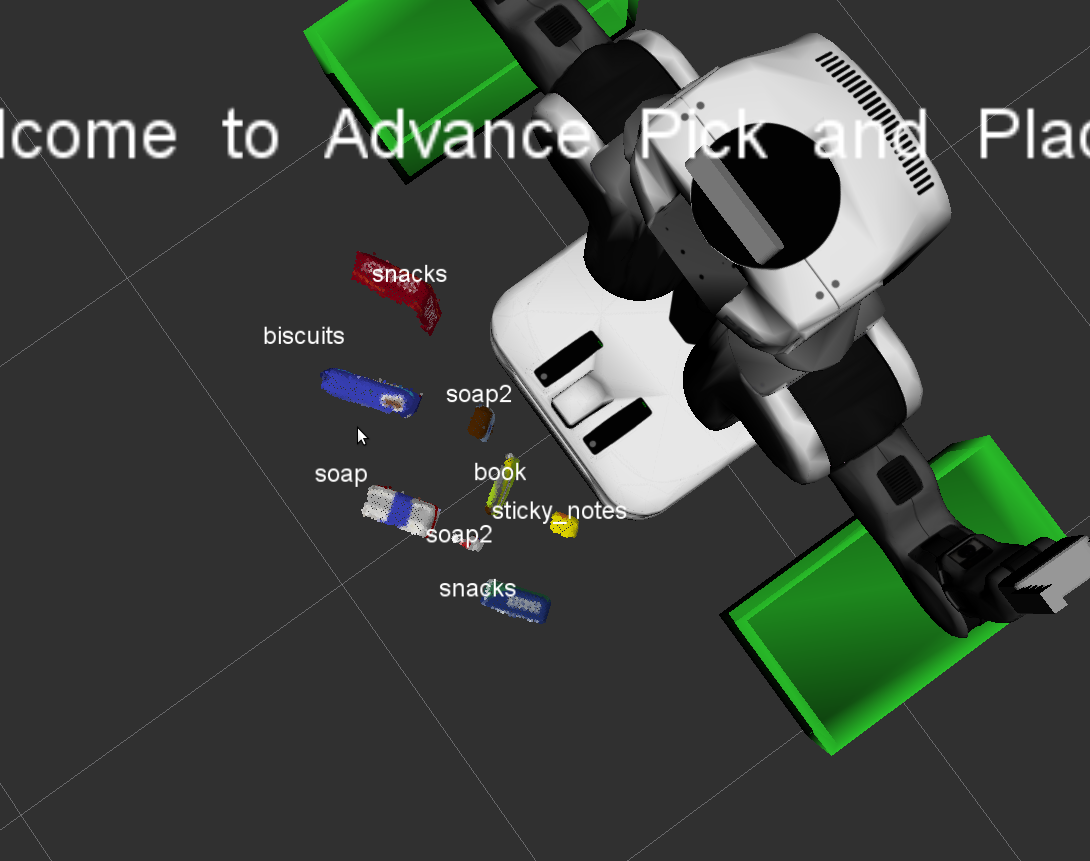 lcome to Advance Pick and Plac
snacks
biscuits
soap2
soap
book
sticky_notes
soap2
snacks